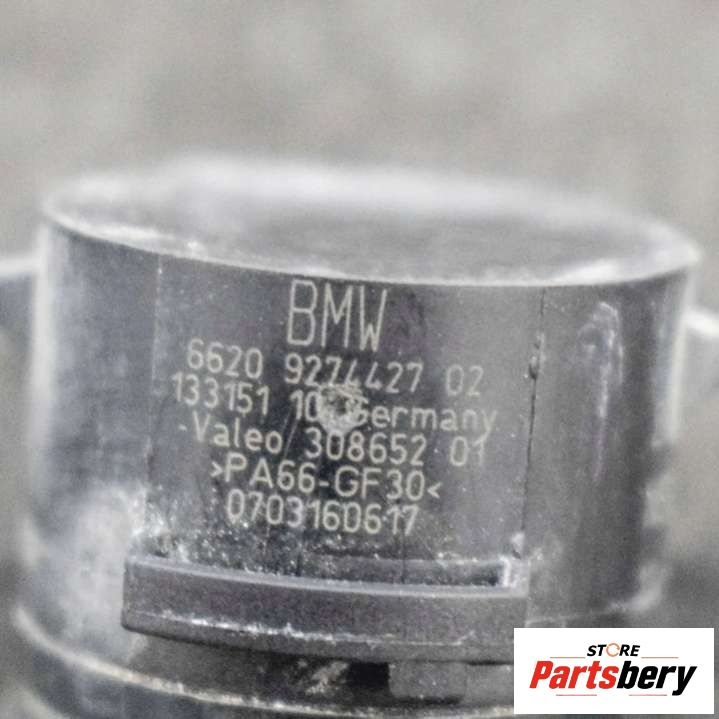 BMW
6620 9274427 02
133151 10 Germany
-Valeo 308652 01
>PA66-GF30<
0703160617
STORE
Partsbery